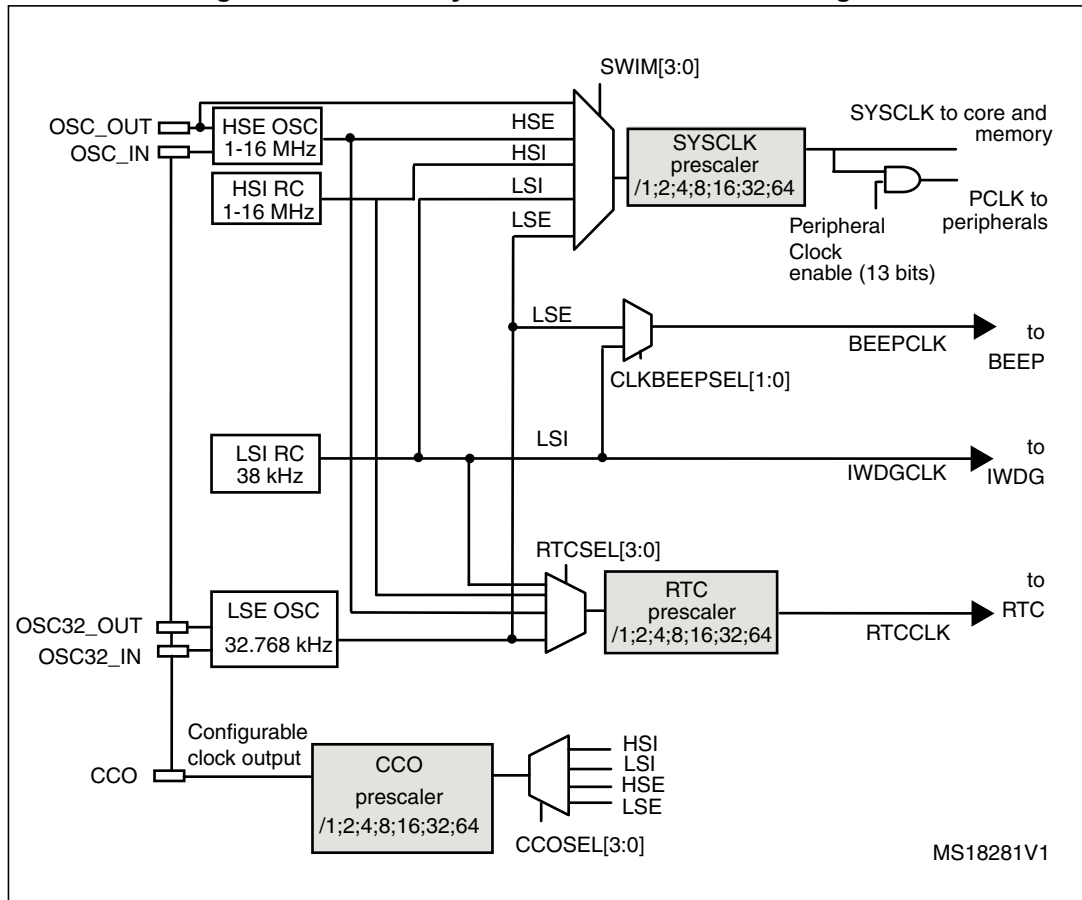 SWIM[3:0]
OSC_OUT
OSC_IN
HSE OSC
1-16 MHz
HSI RC
1-16 MHz
HSE
HSI
LSI
LSE
SYSCLK
prescaler
/1;2;4;8;16;32;64
SYSCLK to core and
memory
PCLK to
peripherals
Peripheral
Clock
enable (13 bits)
LSE
BEEPCLK
to
BEEP
CLKBEEPSEL[1:0]
LSI RC
38 kHz
LSI
IWDGCLK
to
IWDG
RTCSEL[3:0]
OSC32_OUT
OSC32_IN
LSE OSC
32.768 kHz
RTC
prescaler
/1;2;4;8;16;32;64
RTCCLK
to
RTC
Configurable
clock output
CCO
CCO
prescaler
/1;2;4;8;16;32;64
HSI
LSI
HSE
LSE
CCOSEL[3:0]
MS18281V1